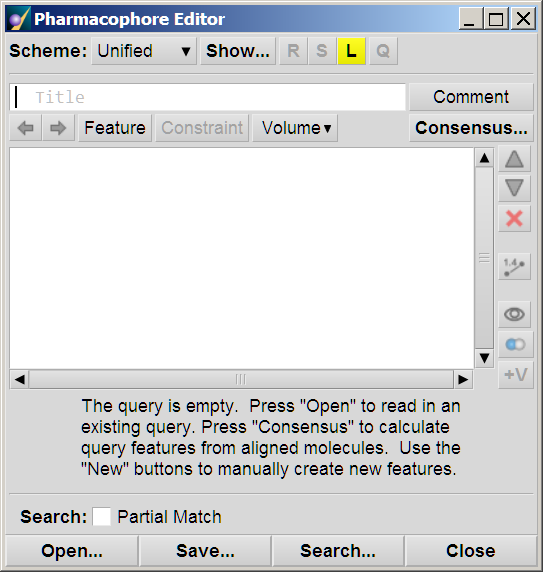 Pharmacophore Editor
Scheme: Unified Show... R S L Q
Title Comment
Feature Constraint Volume Consensus...
1.4
+V
The query is empty.  Press "Open" to read in an
existing query. Press "Consensus" to calculate
query features from aligned molecules.  Use the
"New" buttons to manually create new features.
Search: Partial Match
Open... Save... Search... Close